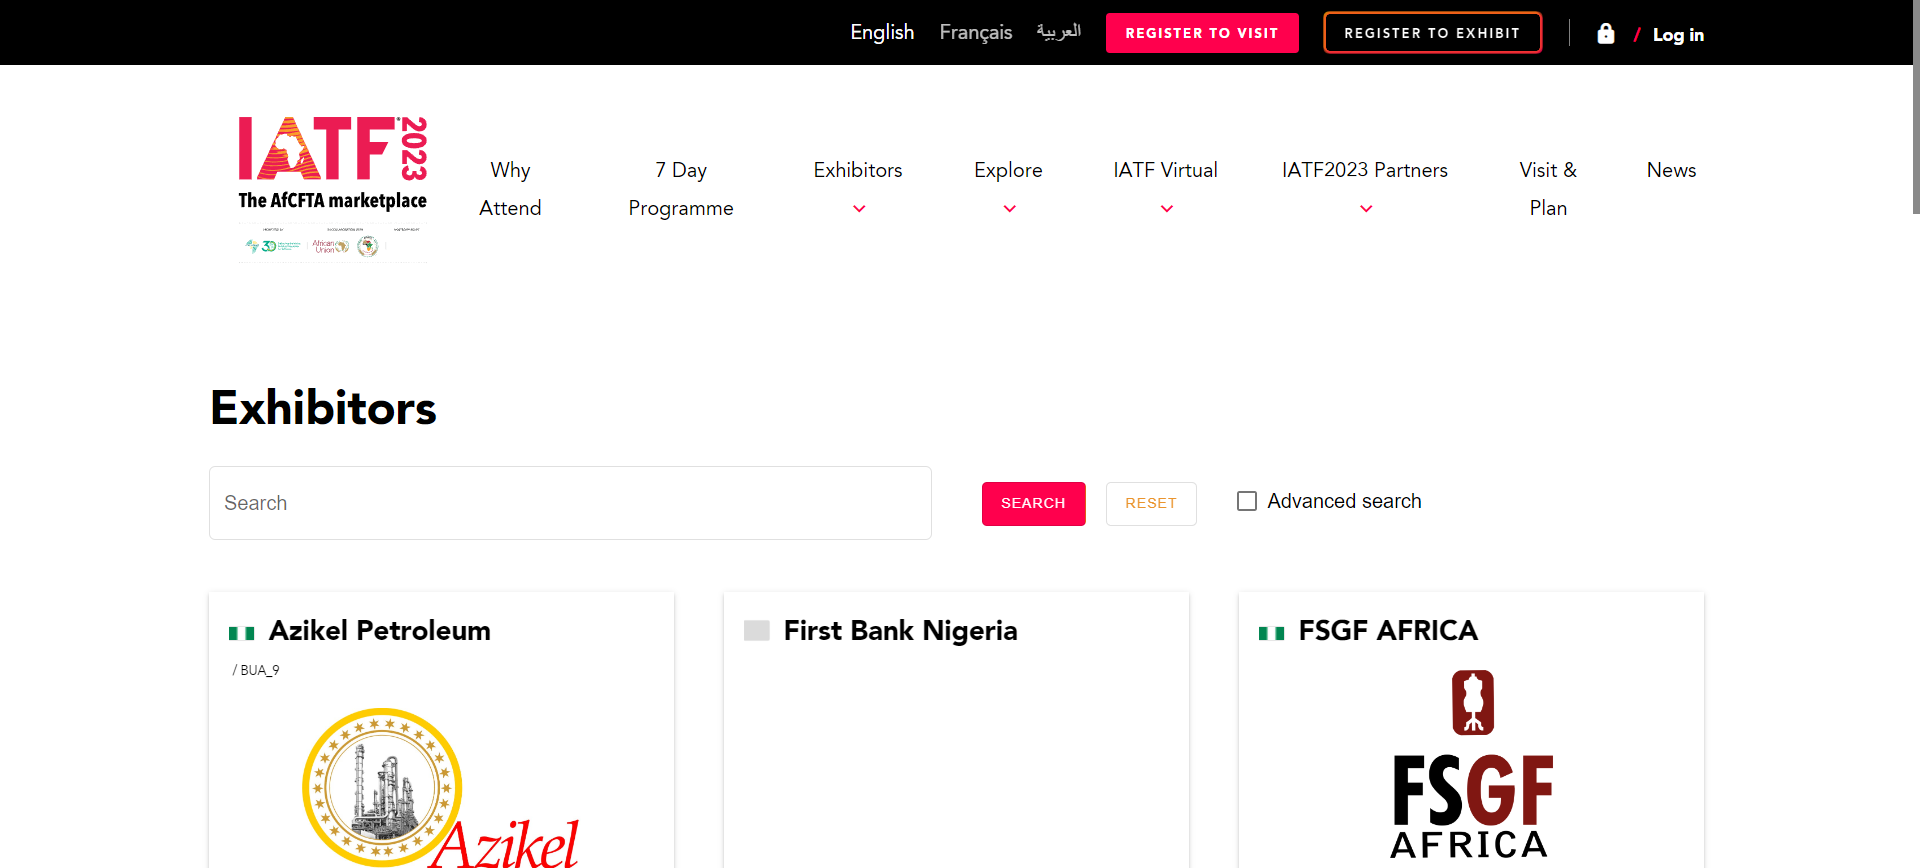 English Français العربية REGISTER TO VISIT REGISTER TO EXHIBIT / Log in
IATF 2023
The AfCFTA marketplace
African
Union
Why
Attend
7 Day
Programme
Exhibitors
Explore
IATF Virtual
IATF2023 Partners
Visit &
Plan
News
Exhibitors
Search SEARCH RESET Advanced search
Azikel Petroleum
/ BUA_9
Azikel
First Bank Nigeria
FSGF AFRICA
FSGF
AFRICA